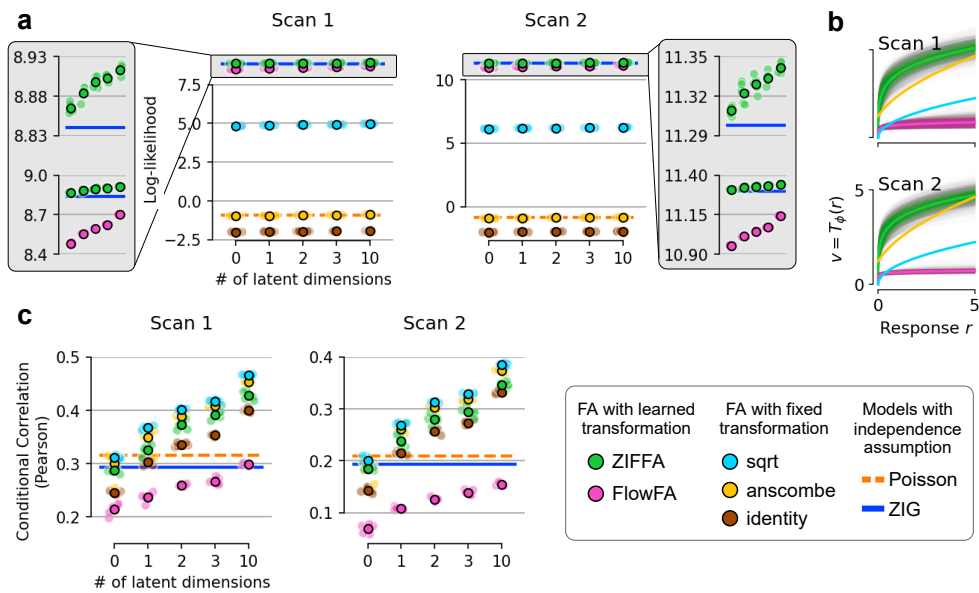 a
Scan 1
Scan 2
b
8.93
8.88
8.83
9.0
8.7
8.4
Log-likelihood
7.5
5.0
2.5
0.0
−2.5
0
1
2
3
10
# of latent dimensions
10
5
0
0
1
2
3
10
11.35
11.32
11.29
11.40
11.15
10.90
Scan 1
Scan 2
5
0
v = Tϕ(r)
0
5
Response r
c
Scan 1
Scan 2
Conditional Correlation
(Pearson)
0.5
0.4
0.3
0.2
0
1
2
3
10
# of latent dimensions
0.4
0.3
0.2
0.1
0
1
2
3
10
FA with learned
transformation
ZIFFA
FlowFA
FA with fixed
transformation
sqrt
anscombe
identity
Models with
independence
assumption
Poisson
ZIG